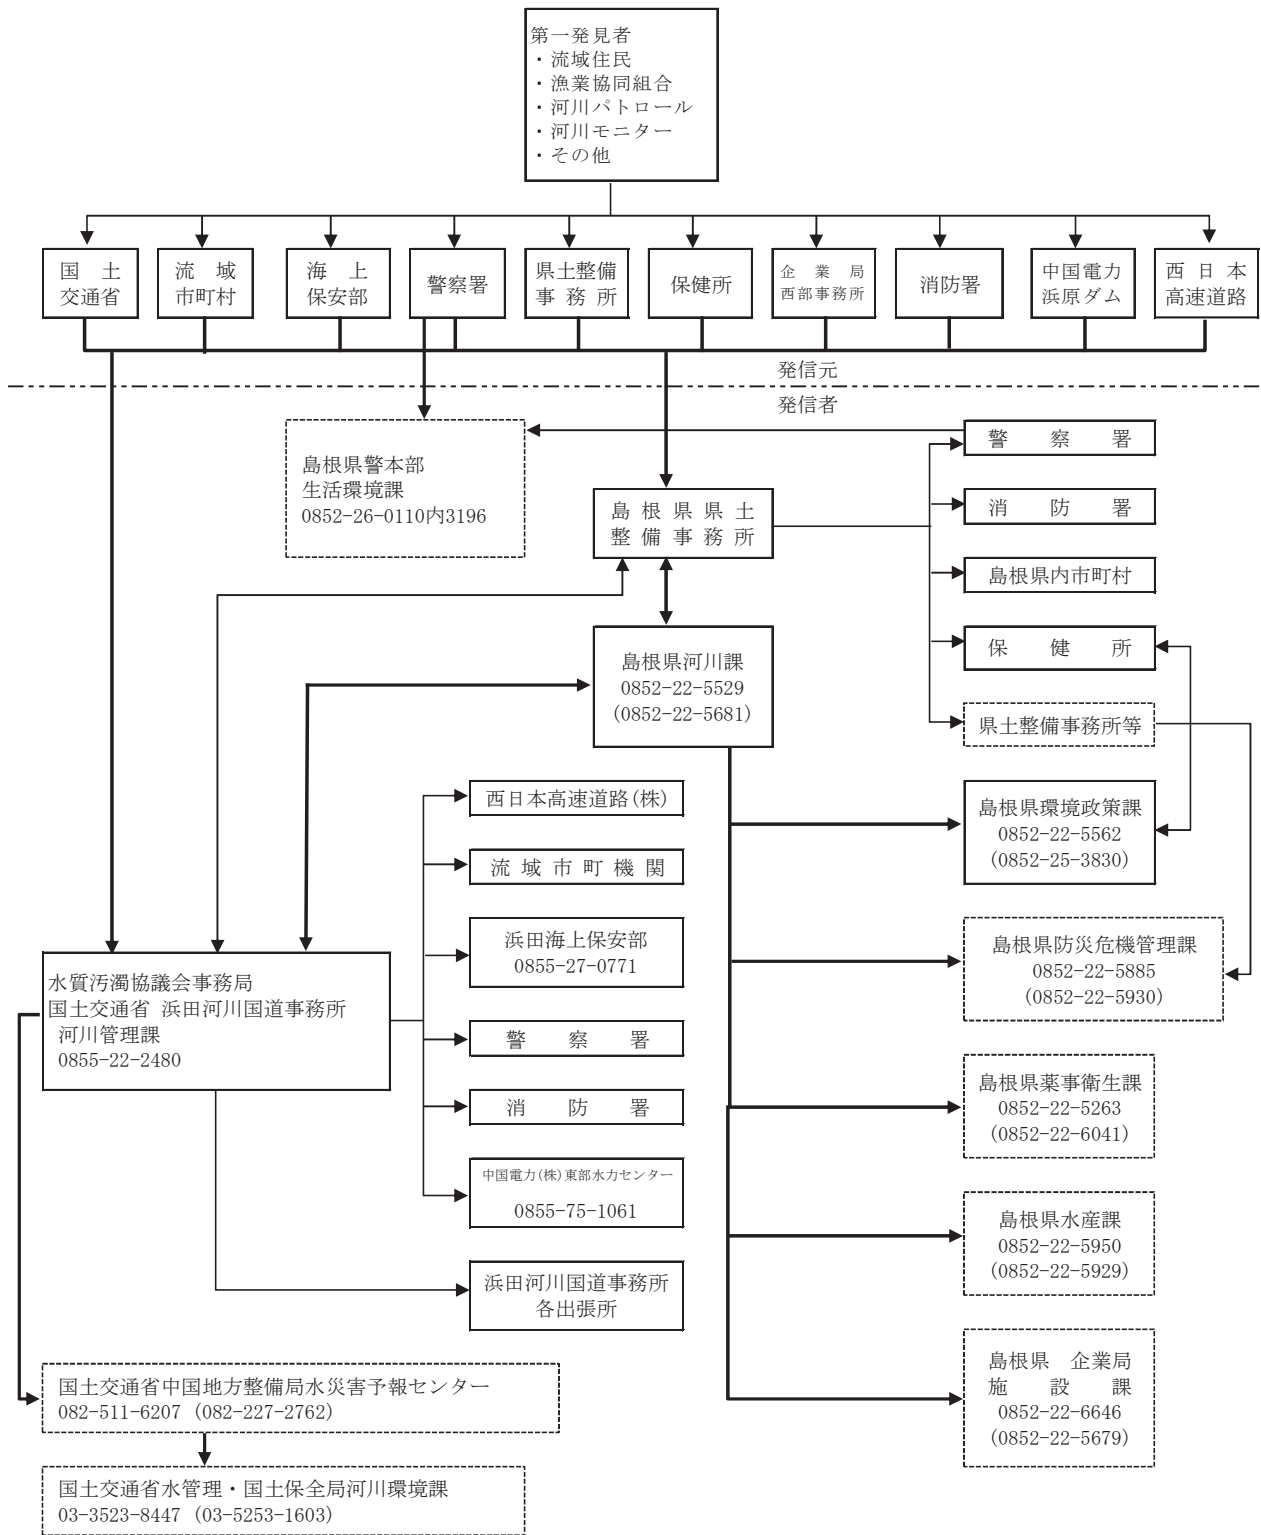 第一発見者
・流域住民
・漁業協同組合
・河川パトロール
・河川モニター
・その他
国 土
交通省
流 域
市町村
海 上
保安部
警察署
県土整備
事 務 所
保健所
企 業 局
西部事務所
消防署
中国電力
浜原ダム
西 日 本
高速道路
発信元
発信者
島根県警本部
生活環境課
0852-26-0110内3196
警 察 署
消 防 署
島根県内市町村
保 健 所
県土整備事務所等
島 根 県 県 土
整 備 事 務 所
島根県河川課
0852-22-5529
(0852-22-5681)
島根県環境政策課
0852-22-5562
(0852-25-3830)
島根県防災危機管理課
0852-22-5885
(0852-22-5930)
島根県薬事衛生課
0852-22-5263
(0852-22-6041)
島根県水産課
0852-22-5950
(0852-22-5929)
島根県 企業局
施 設 課
0852-22-6646
(0852-22-5679)
西日本高速道路(株)
流 域 市 町 機 関
浜田海上保安部
0855-27-0771
警 察 署
消 防 署
中国電力(株)東部水力センター
0855-75-1061
浜田河川国道事務所
各出張所
水質汚濁協議会事務局
国土交通省 浜田河川国道事務所
河川管理課
0855-22-2480
国土交通省中国地方整備局水災害予報センター
082-511-6207 (082-227-2762)
国土交通省水管理・国土保全局河川環境課
03-3523-8447 (03-5253-1603)